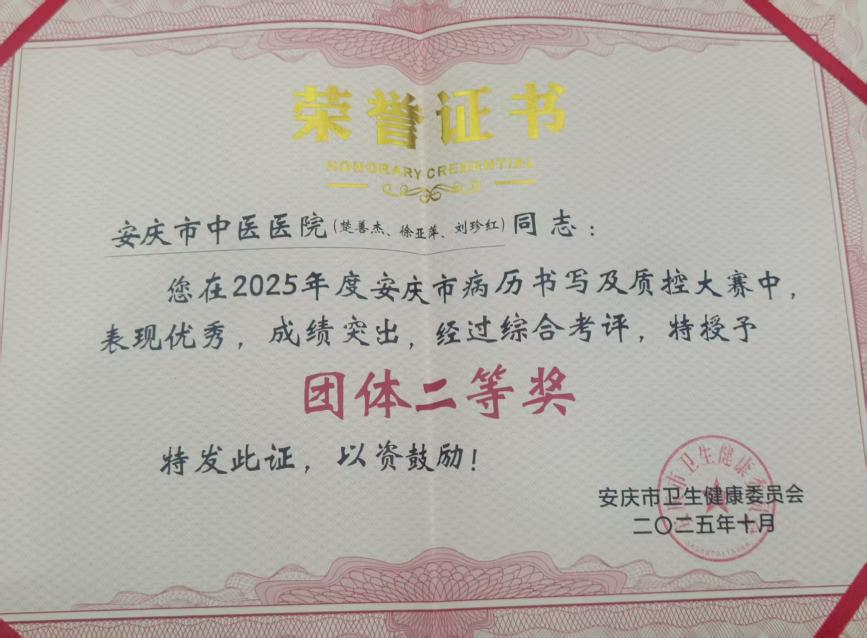 荣誉证书
HONORARY CREDENTIAL
安庆市中医医院(楚善杰、徐亚萍、刘珍红)同志：
您在2025年度安庆市病历书写及质控大赛中，
表现优秀，成绩突出，经过综合考评，特授予
团体二等奖
特发此证，以资鼓励！
安庆市卫生健康委员会
二〇二五年十月